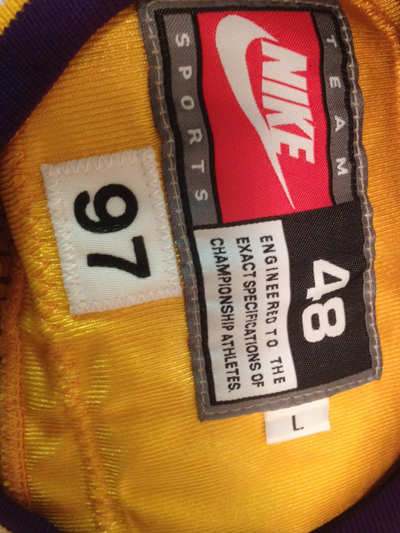 TEAM
NIKE
SPORTS
48
ENGINEERED TO THE
EXACT SPECIFICATIONS OF
CHAMPIONSHIP ATHLETES.
L
97